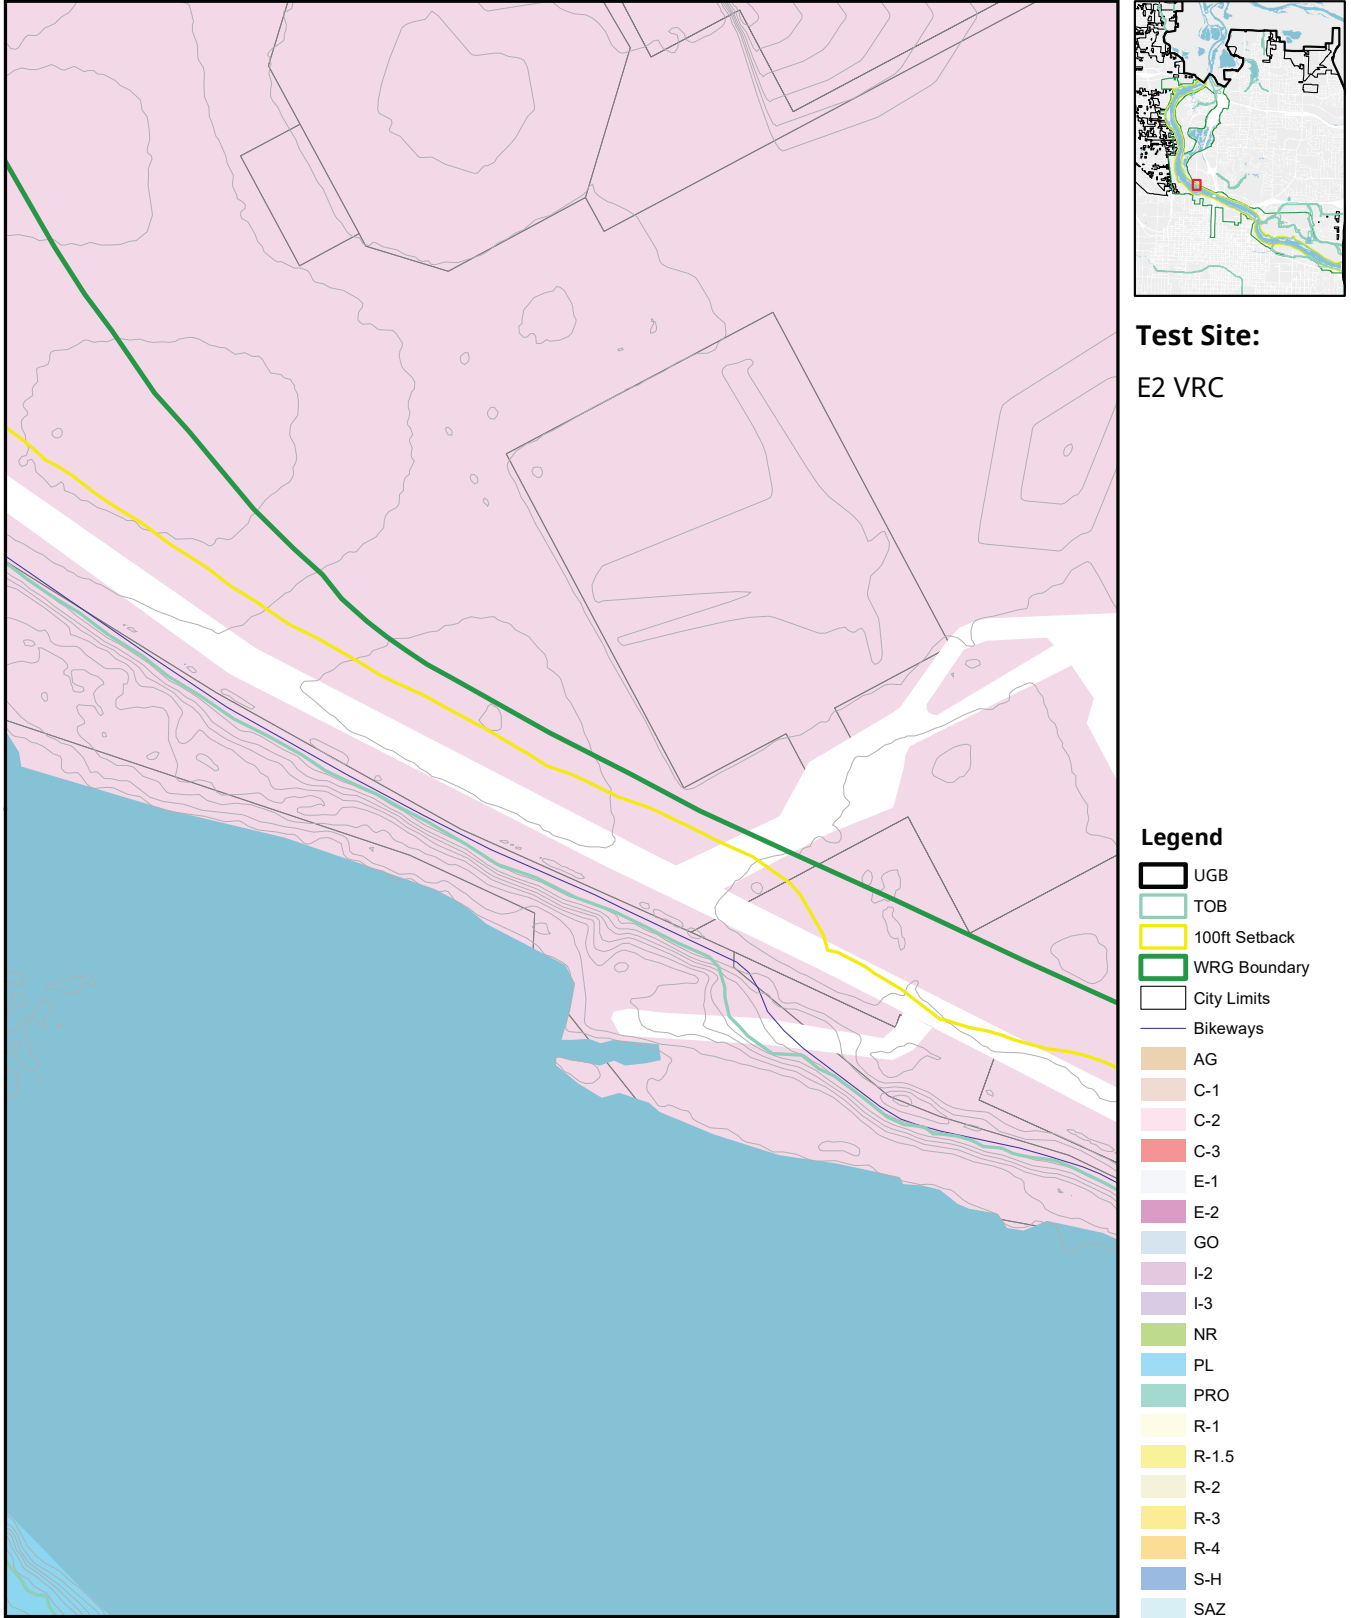 Test Site:
E2 VRC
Legend
UGB
TOB
100ft Setback
WRG Boundary
City Limits
Bikeways
AG
C-1
C-2
C-3
E-1
E-2
GO
I-2
I-3
NR
PL
PRO
R-1
R-1.5
R-2
R-3
R-4
S-H
SAZ